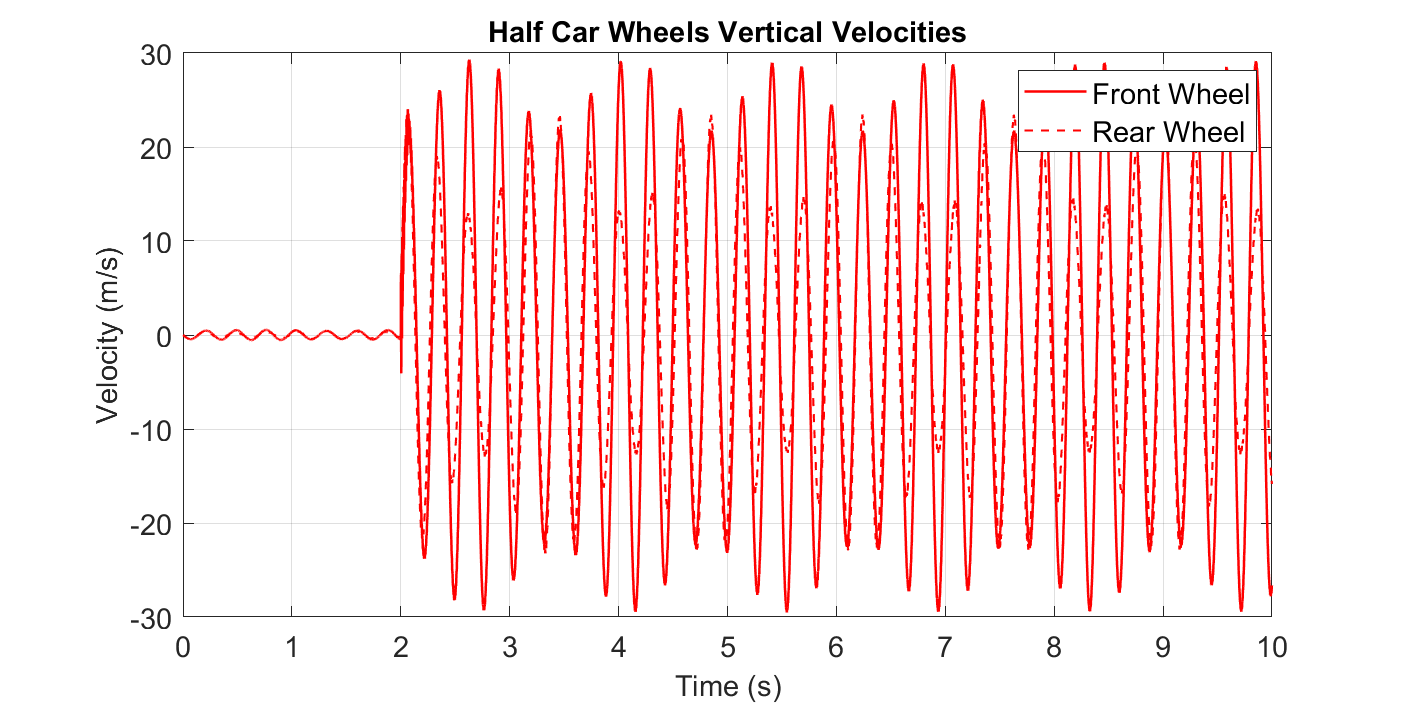 Half Car Wheels Vertical Velocities
30
20
10
0
-10
-20
-30
Velocity (m/s)
Front Wheel
Rear Wheel
0 1 2 3 4 5 6 7 8 9 10
Time (s)